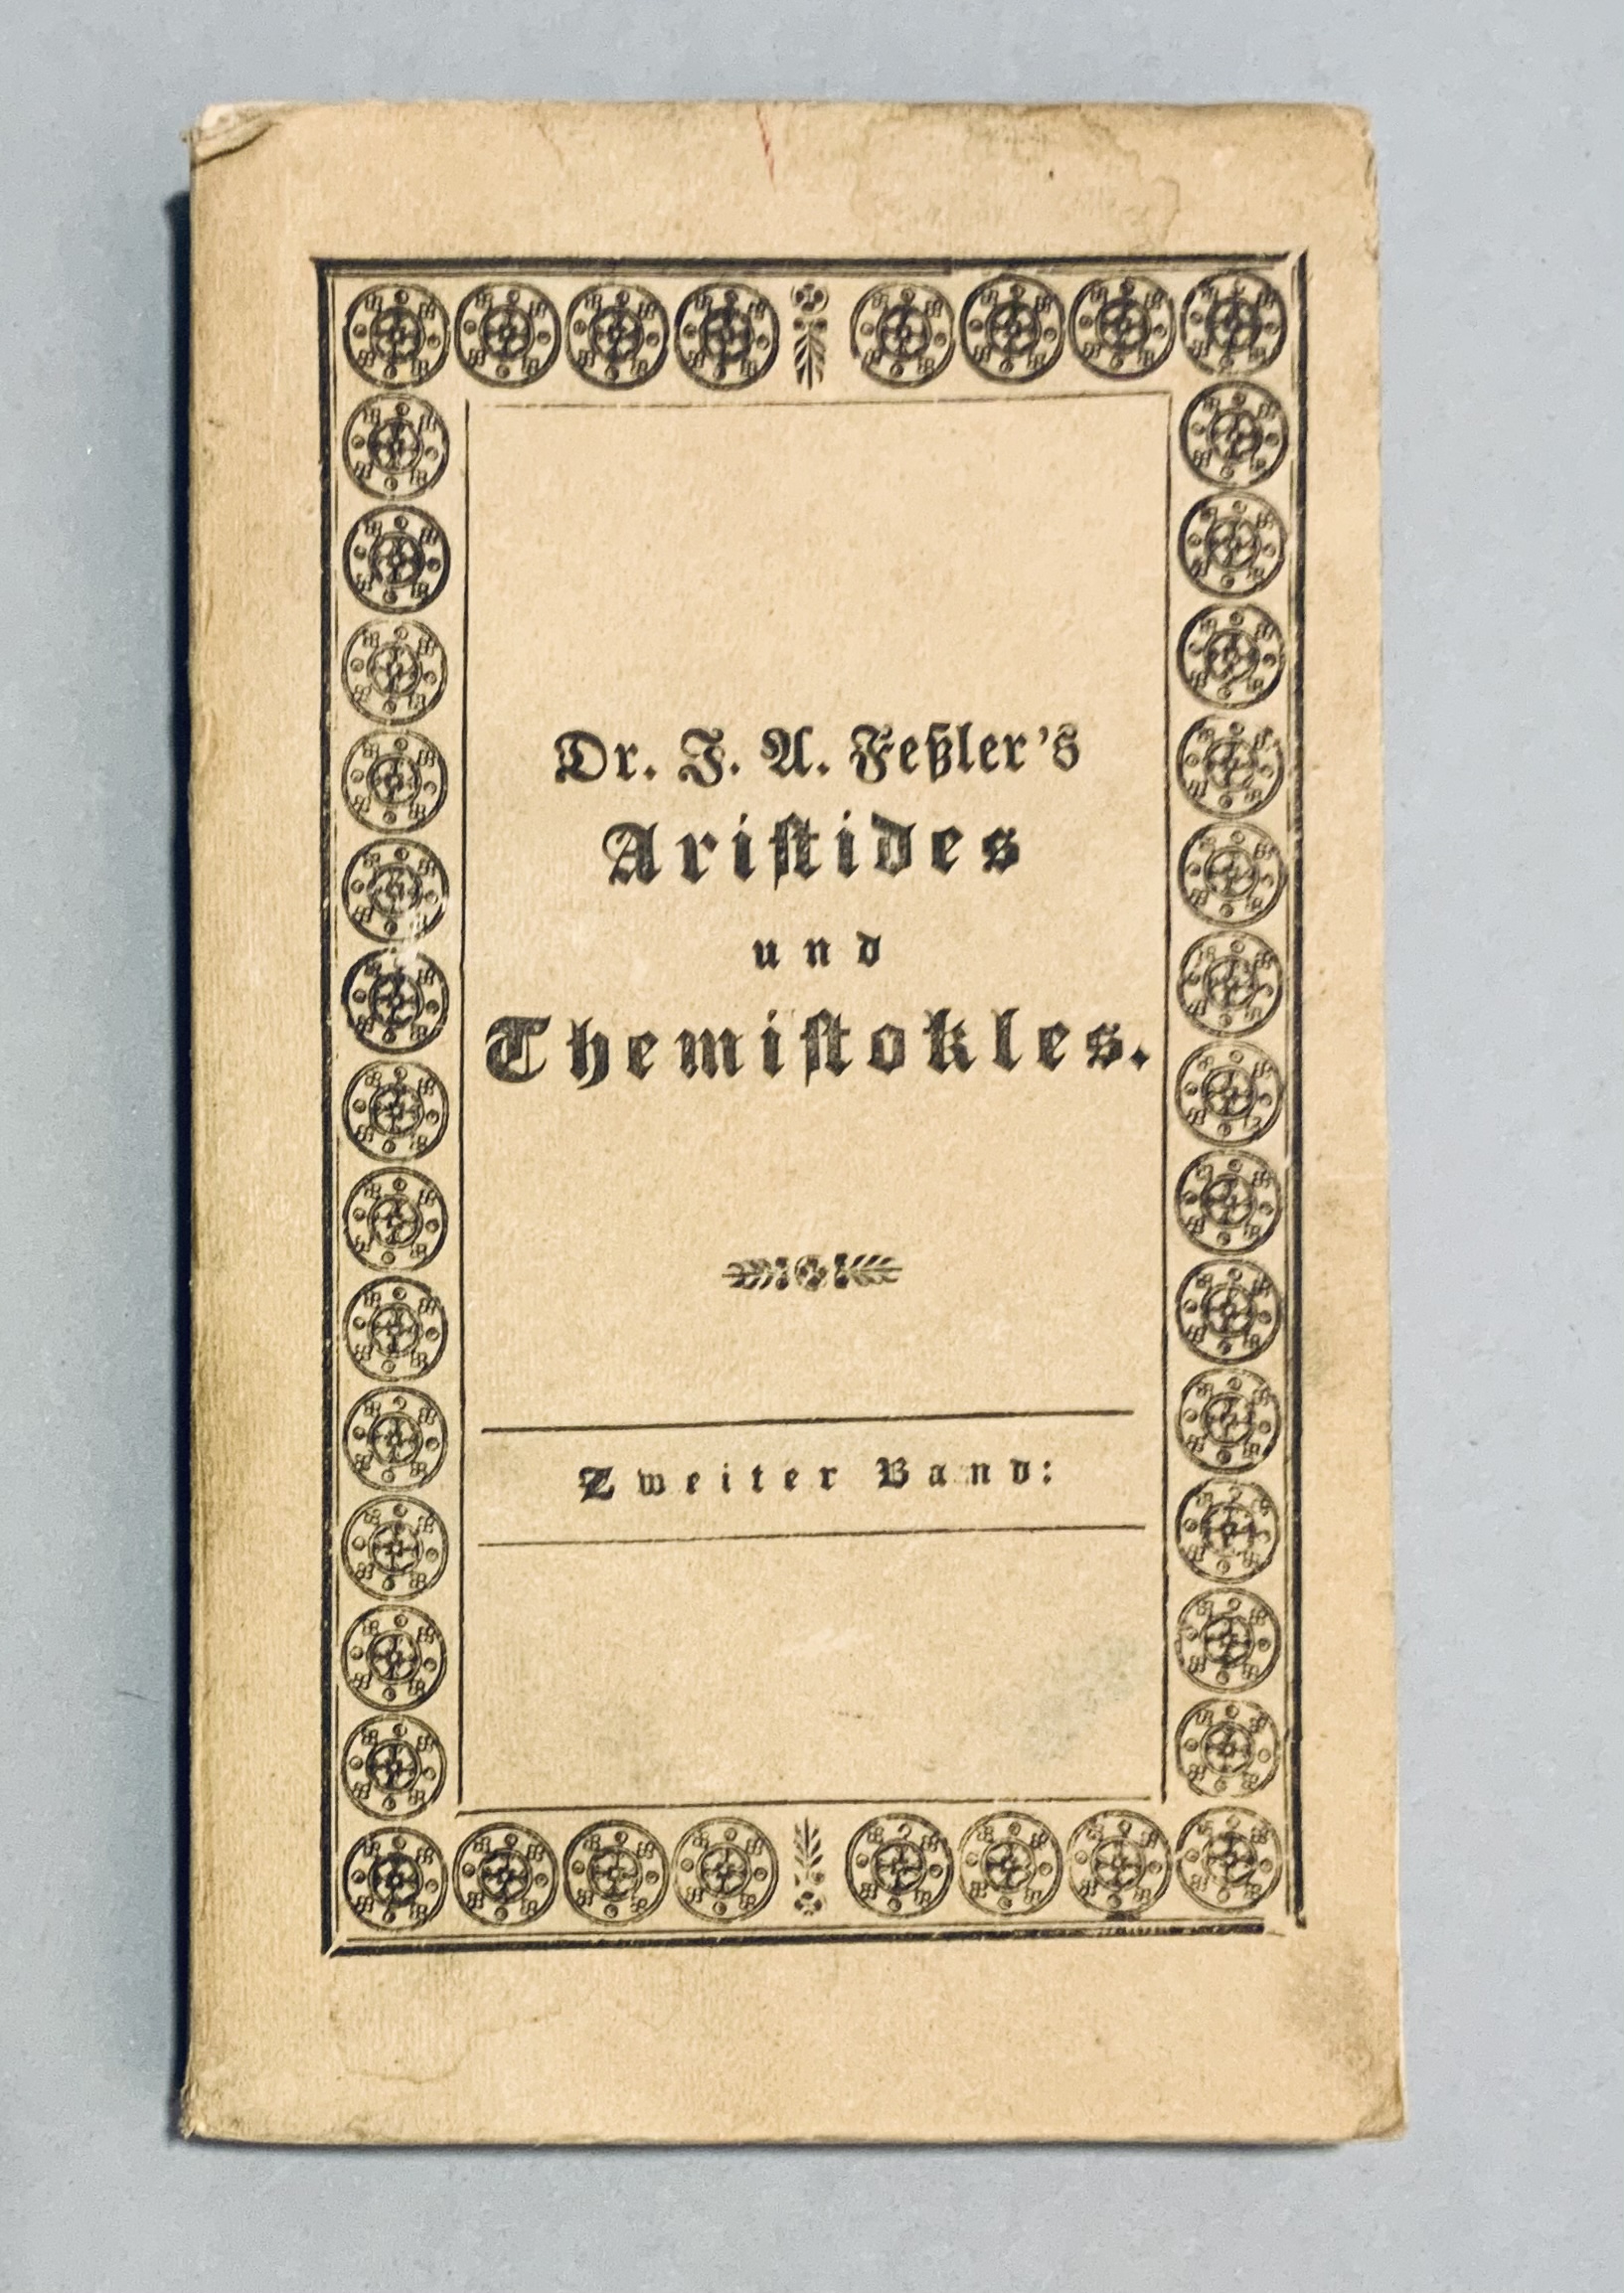 Dr. J. A. Feßler's
Aristides
und
Themistokles.
Zweiter Band: